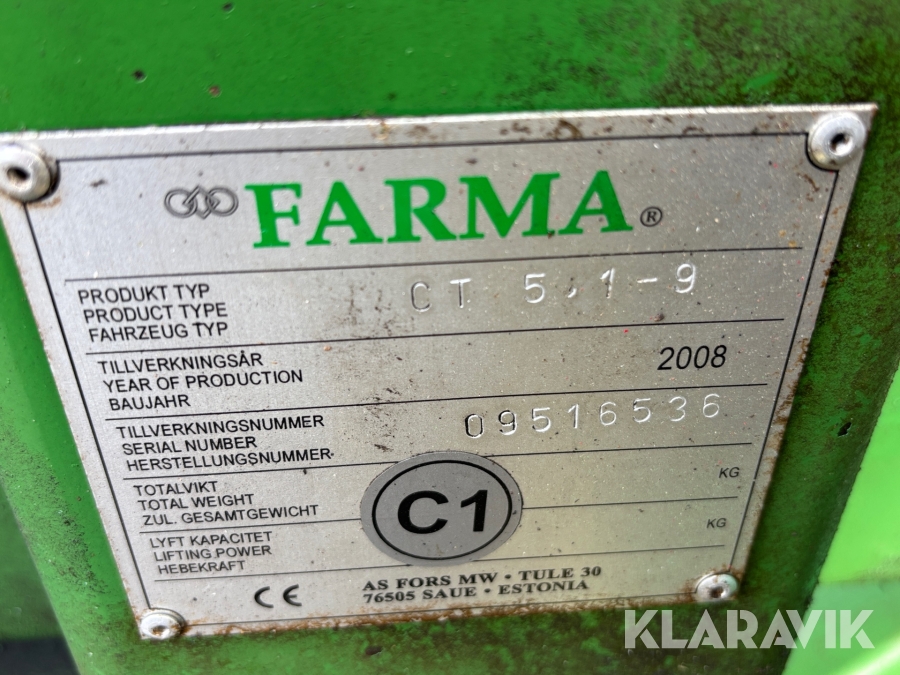 KLARAVIK
FARMA®
PRODUKT TYP
PRODUCT TYPE
FAHRZEUG TYP
CT 5.1-9
TILLVERKNINGSÅR
YEAR OF PRODUCTION
BAUJAHR
2008
TILLVERKNINGSNUMMER
SERIAL NUMBER
HERSTELLUNGSNUMMER
09516536
TOTALVIKT
TOTAL WEIGHT
ZUL. GESAMTGEWICHT
KG
C1
LYFT KAPACITET
LIFTING POWER
HEBEKRAFT
KG
CE
AS FORS MW · TULE 30
76505 SAUE · ESTONIA
KLARAVIK